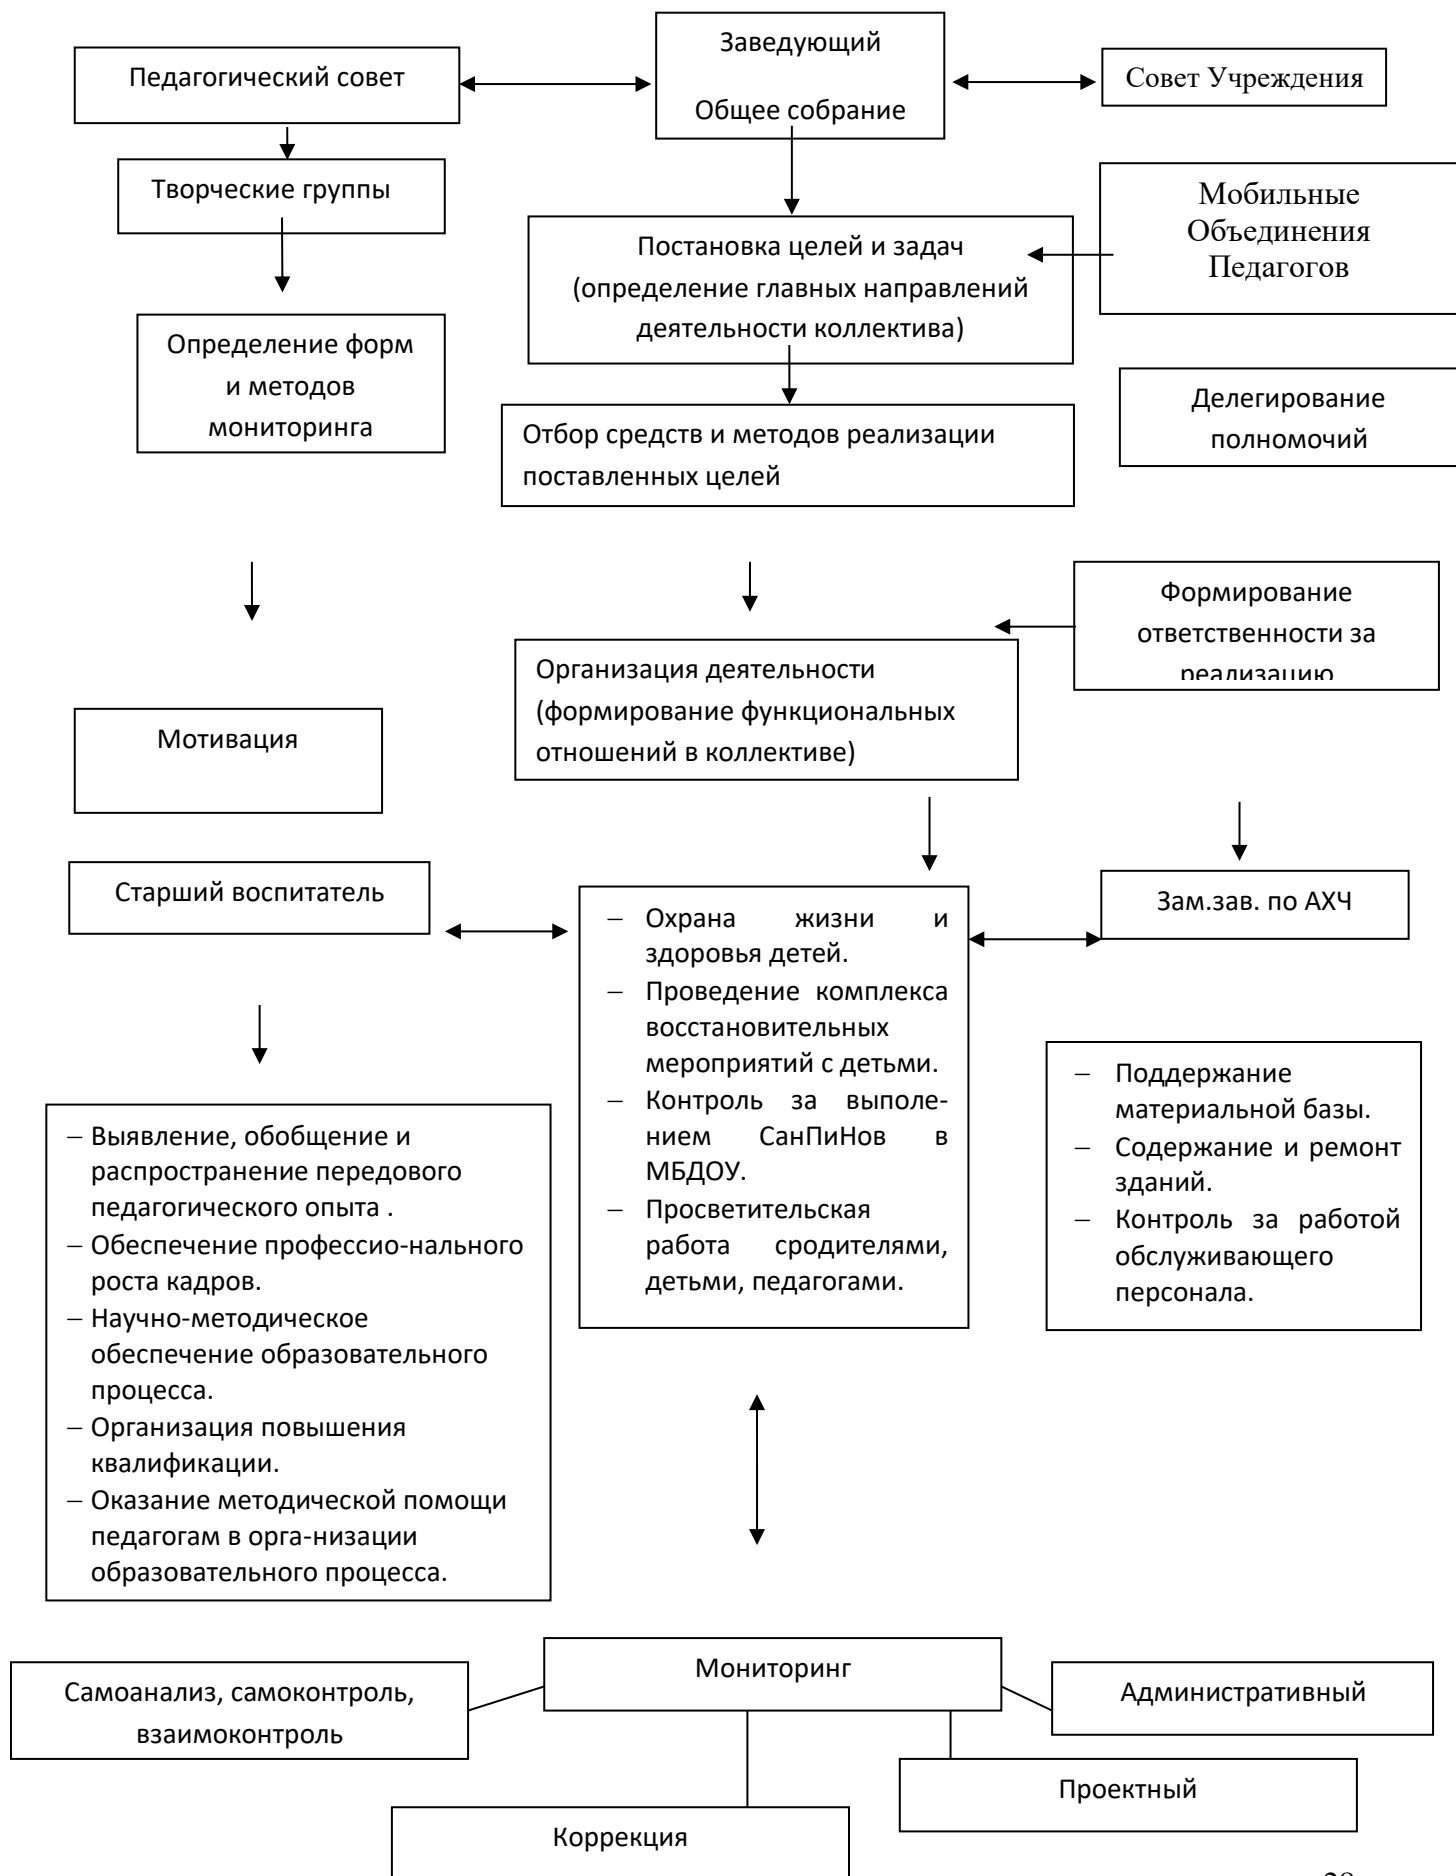 Заведующий
Общее собрание
Педагогический совет
Совет Учреждения
Творческие группы
Мобильные
Объединения
Педагогов
Постановка целей и задач
(определение главных направлений
деятельности коллектива)
Определение форм
и методов
мониторинга
Делегирование
полномочий
Отбор средств и методов реализации
поставленных целей
Формирование
ответственности за
реализацию
Организация деятельности
(формирование функциональных
отношений в коллективе)
Мотивация
Старший воспитатель
Зам.зав. по АХЧ
– Охрана жизни и
здоровья детей.
– Проведение комплекса
восстановительных
мероприятий с детьми.
– Контроль за выполе-
нием СанПиНов в
МБДОУ.
– Просветительская
работа сродителями,
детьми, педагогами.
– Поддержание
материальной базы.
– Содержание и ремонт
зданий.
– Контроль за работой
обслуживающего
персонала.
– Выявление, обобщение и
распространение передового
педагогического опыта .
– Обеспечение профессио-нального
роста кадров.
– Научно-методическое
обеспечение образовательного
процесса.
– Организация повышения
квалификации.
– Оказание методической помощи
педагогам в орга-низации
образовательного процесса.
Мониторинг
Самоанализ, самоконтроль,
взаимоконтроль
Административный
Проектный
Коррекция